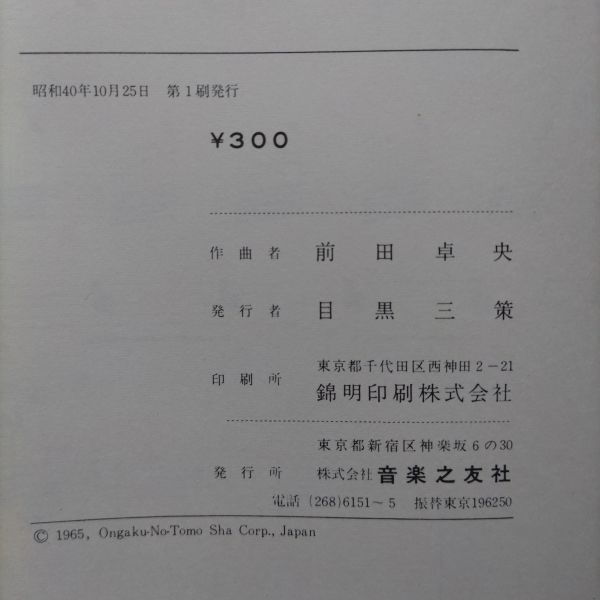 昭和40年10月25日 第1刷発行
¥300
作曲者 前田卓央
発行者 目黒三策
東京都千代田区西神田2-21
印刷所 錦明印刷株式会社
東京都新宿区神楽坂6の30
発行所 株式会社 音楽之友社
電話 (268)6151〜5 振替東京196250
© 1965, Ongaku-No-Tomo Sha Corp., Japan